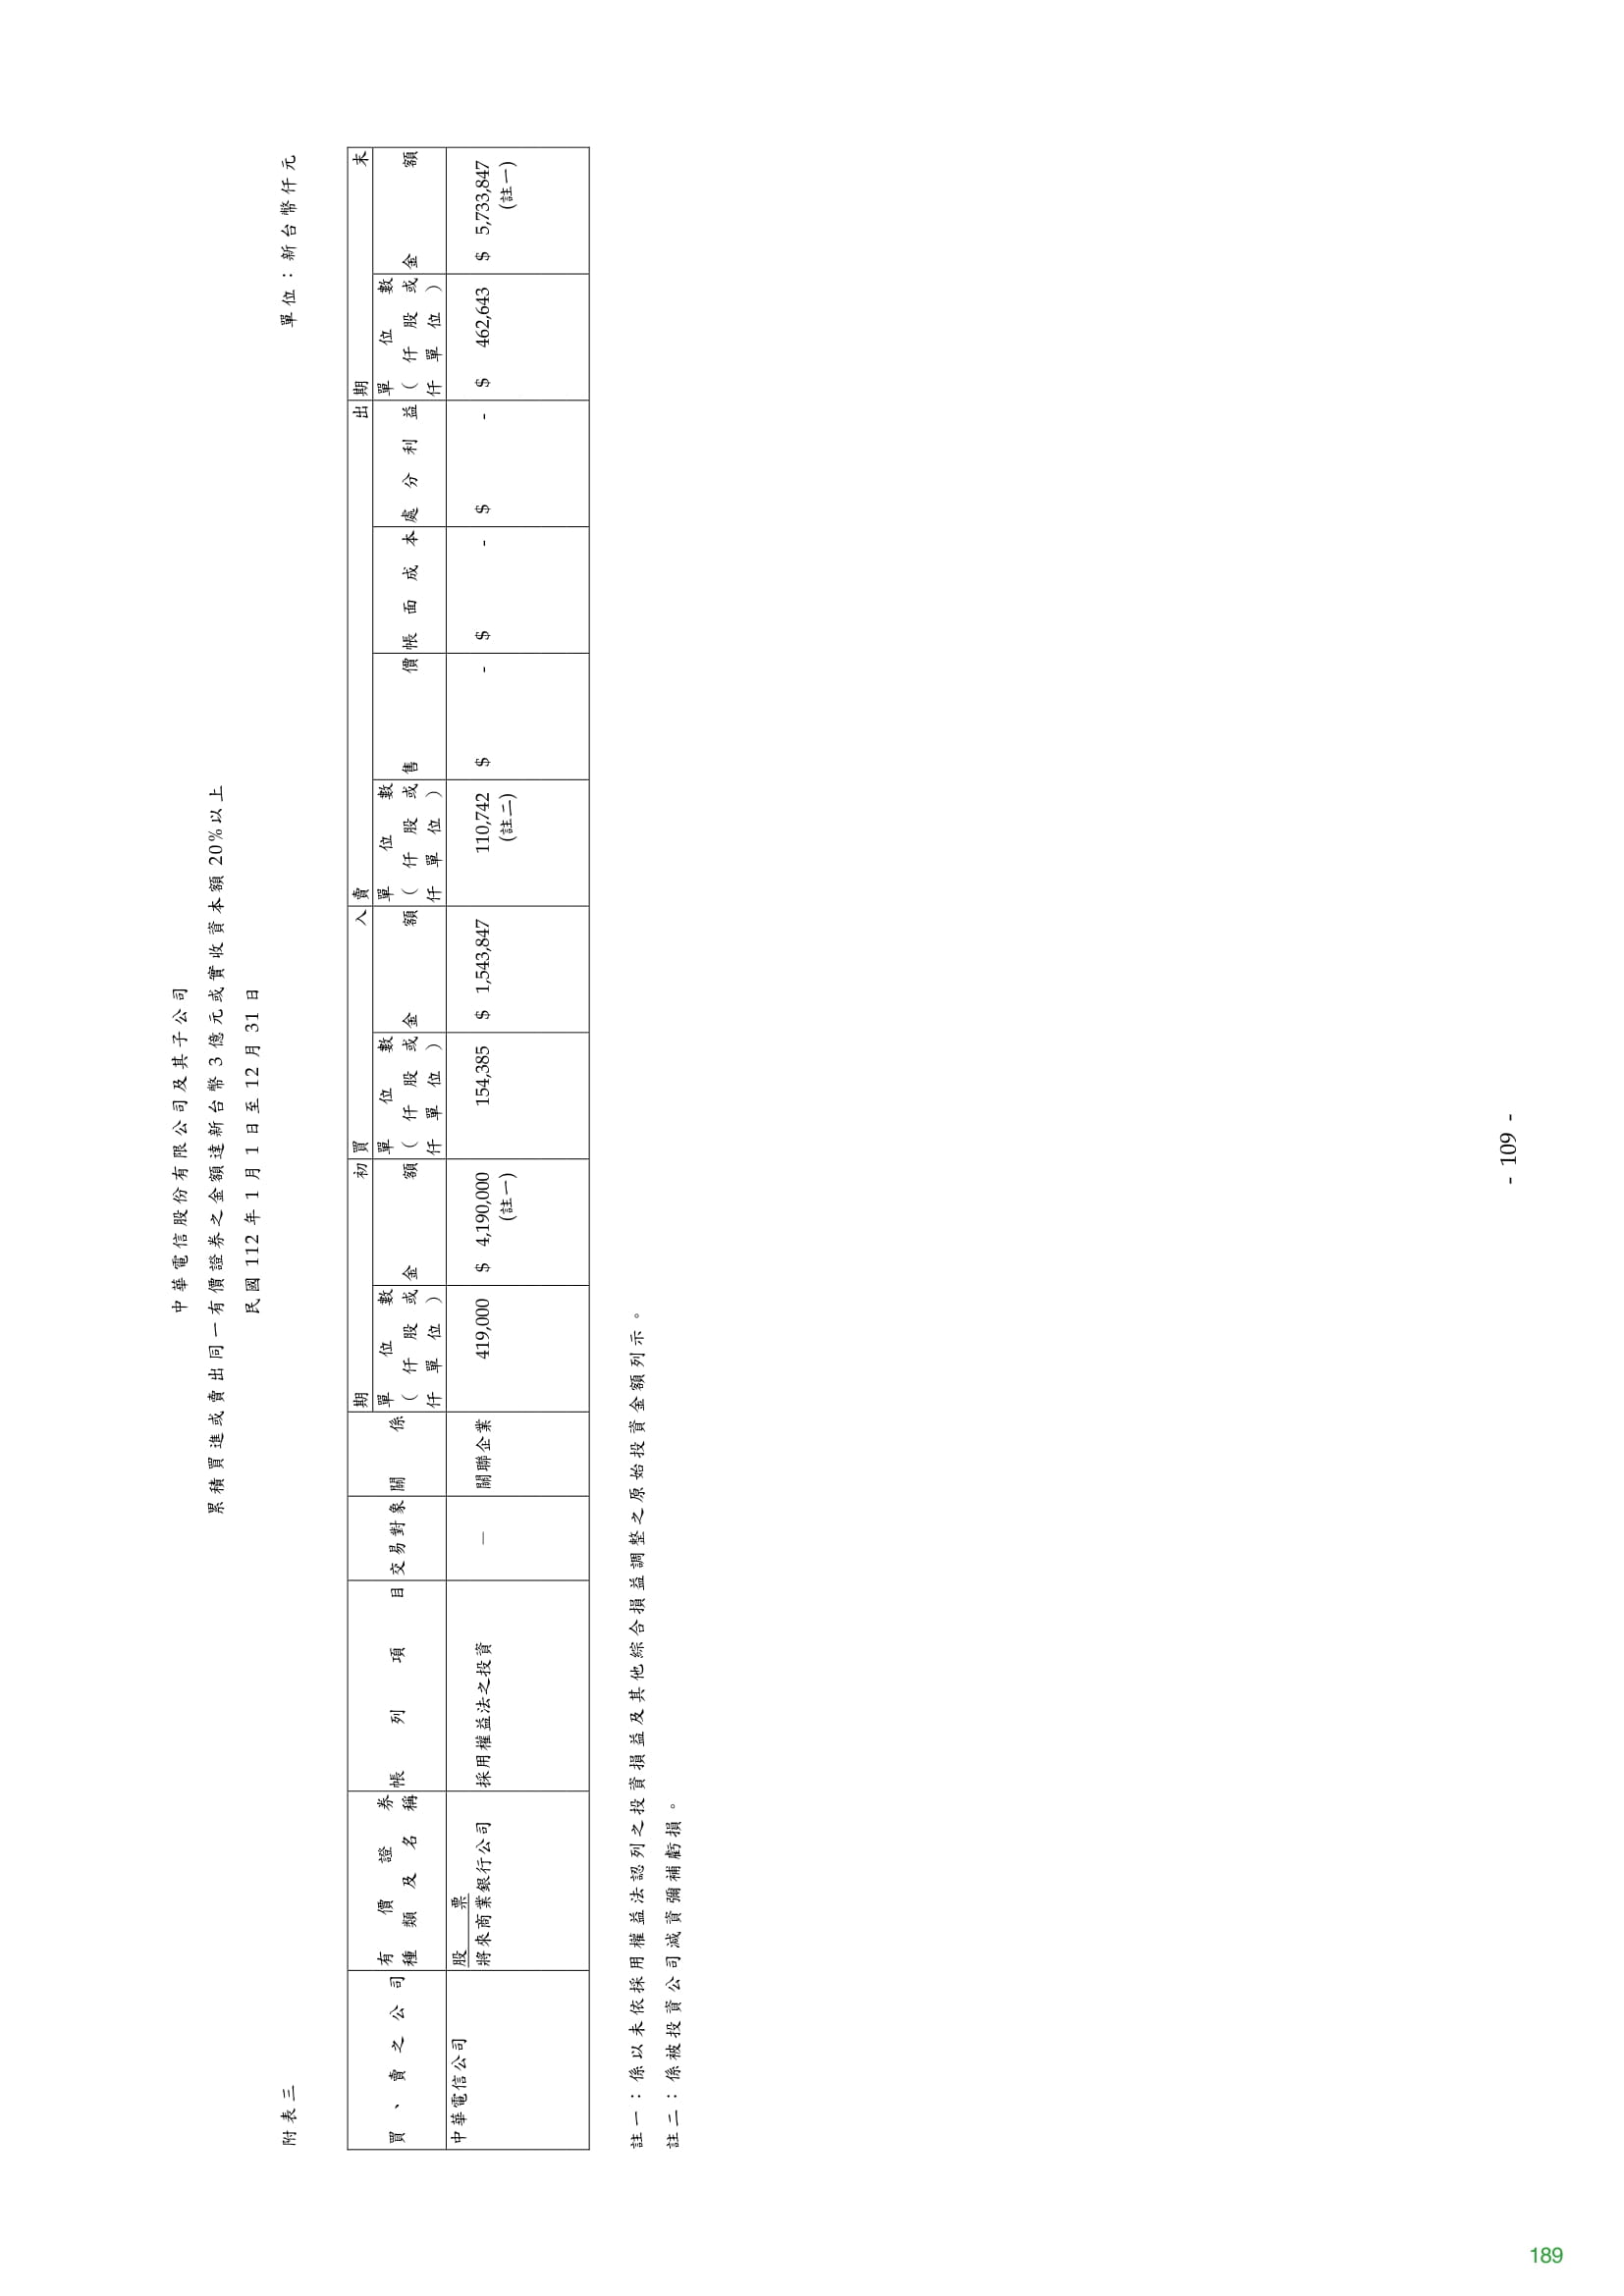 中華電信股份有限公司及其子公司
累積買進或賣出同一有價證券之金額達新台幣 3 億元或實收資本額 20%以上
民國 112 年 1 月 1 日至 12 月 31 日
附表三
單位：新台幣仟元
買、賣之公司
有價證券
種類及名稱
帳列項目
交易對象
關係
期初
買入
賣出
期末
單位數
(仟股或
仟單位)
金額
單位數
(仟股或
仟單位)
金額
單位數
(仟股或
仟單位)
售價
帳面成本
處分利益
單位數
(仟股或
仟單位)
金額
中華電信公司
股票
將來商業銀行公司
採用權益法之投資
－
關聯企業
419,000
$ 4,190,000
(註一)
154,385
$ 1,543,847
110,742
(註二)
$ -
$ -
$ -
$ 462,643
$ 5,733,847
(註一)
註一：係以未依採用權益法認列之投資損益及其他綜合損益調整之原始投資金額列示。
註二：係被投資公司減資彌補虧損。
- 109 -
189